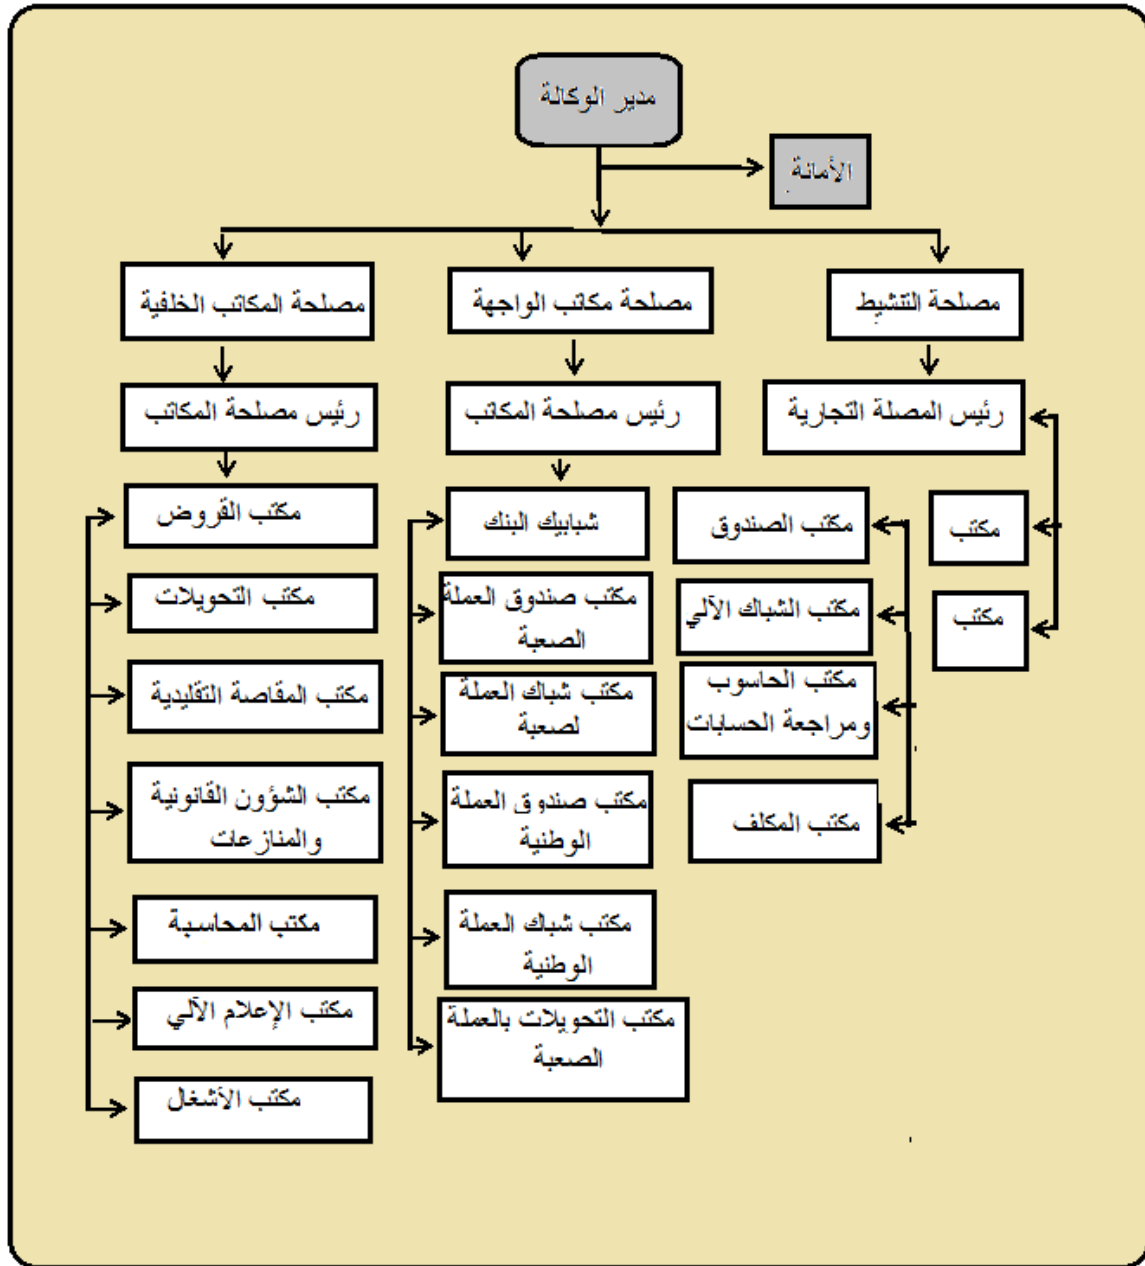 مدير الوكالة
الأمانة
مصلحة التنشيط
مصلحة مكاتب الواجهة
مصلحة المكاتب الخلفية
رئيس المصلة التجارية
رئيس مصلحة المكاتب
رئيس مصلحة المكاتب
مكتب
مكتب
مكتب الصندوق
مكتب الشباك الآلي
مكتب الحاسوب
ومراجعة الحسابات
مكتب المكلف
شبابيك البنك
مكتب صندوق العملة
الصعبة
مكتب شباك العملة
لصعبة
مكتب صندوق العملة
الوطنية
مكتب شباك العملة
الوطنية
مكتب التحويلات بالعملة
الصعبة
مكتب القروض
مكتب التحويلات
مكتب المقاصة التقليدية
مكتب الشؤون القانونية
والمنازعات
مكتب المحاسبة
مكتب الإعلام الآلي
مكتب الأشغال